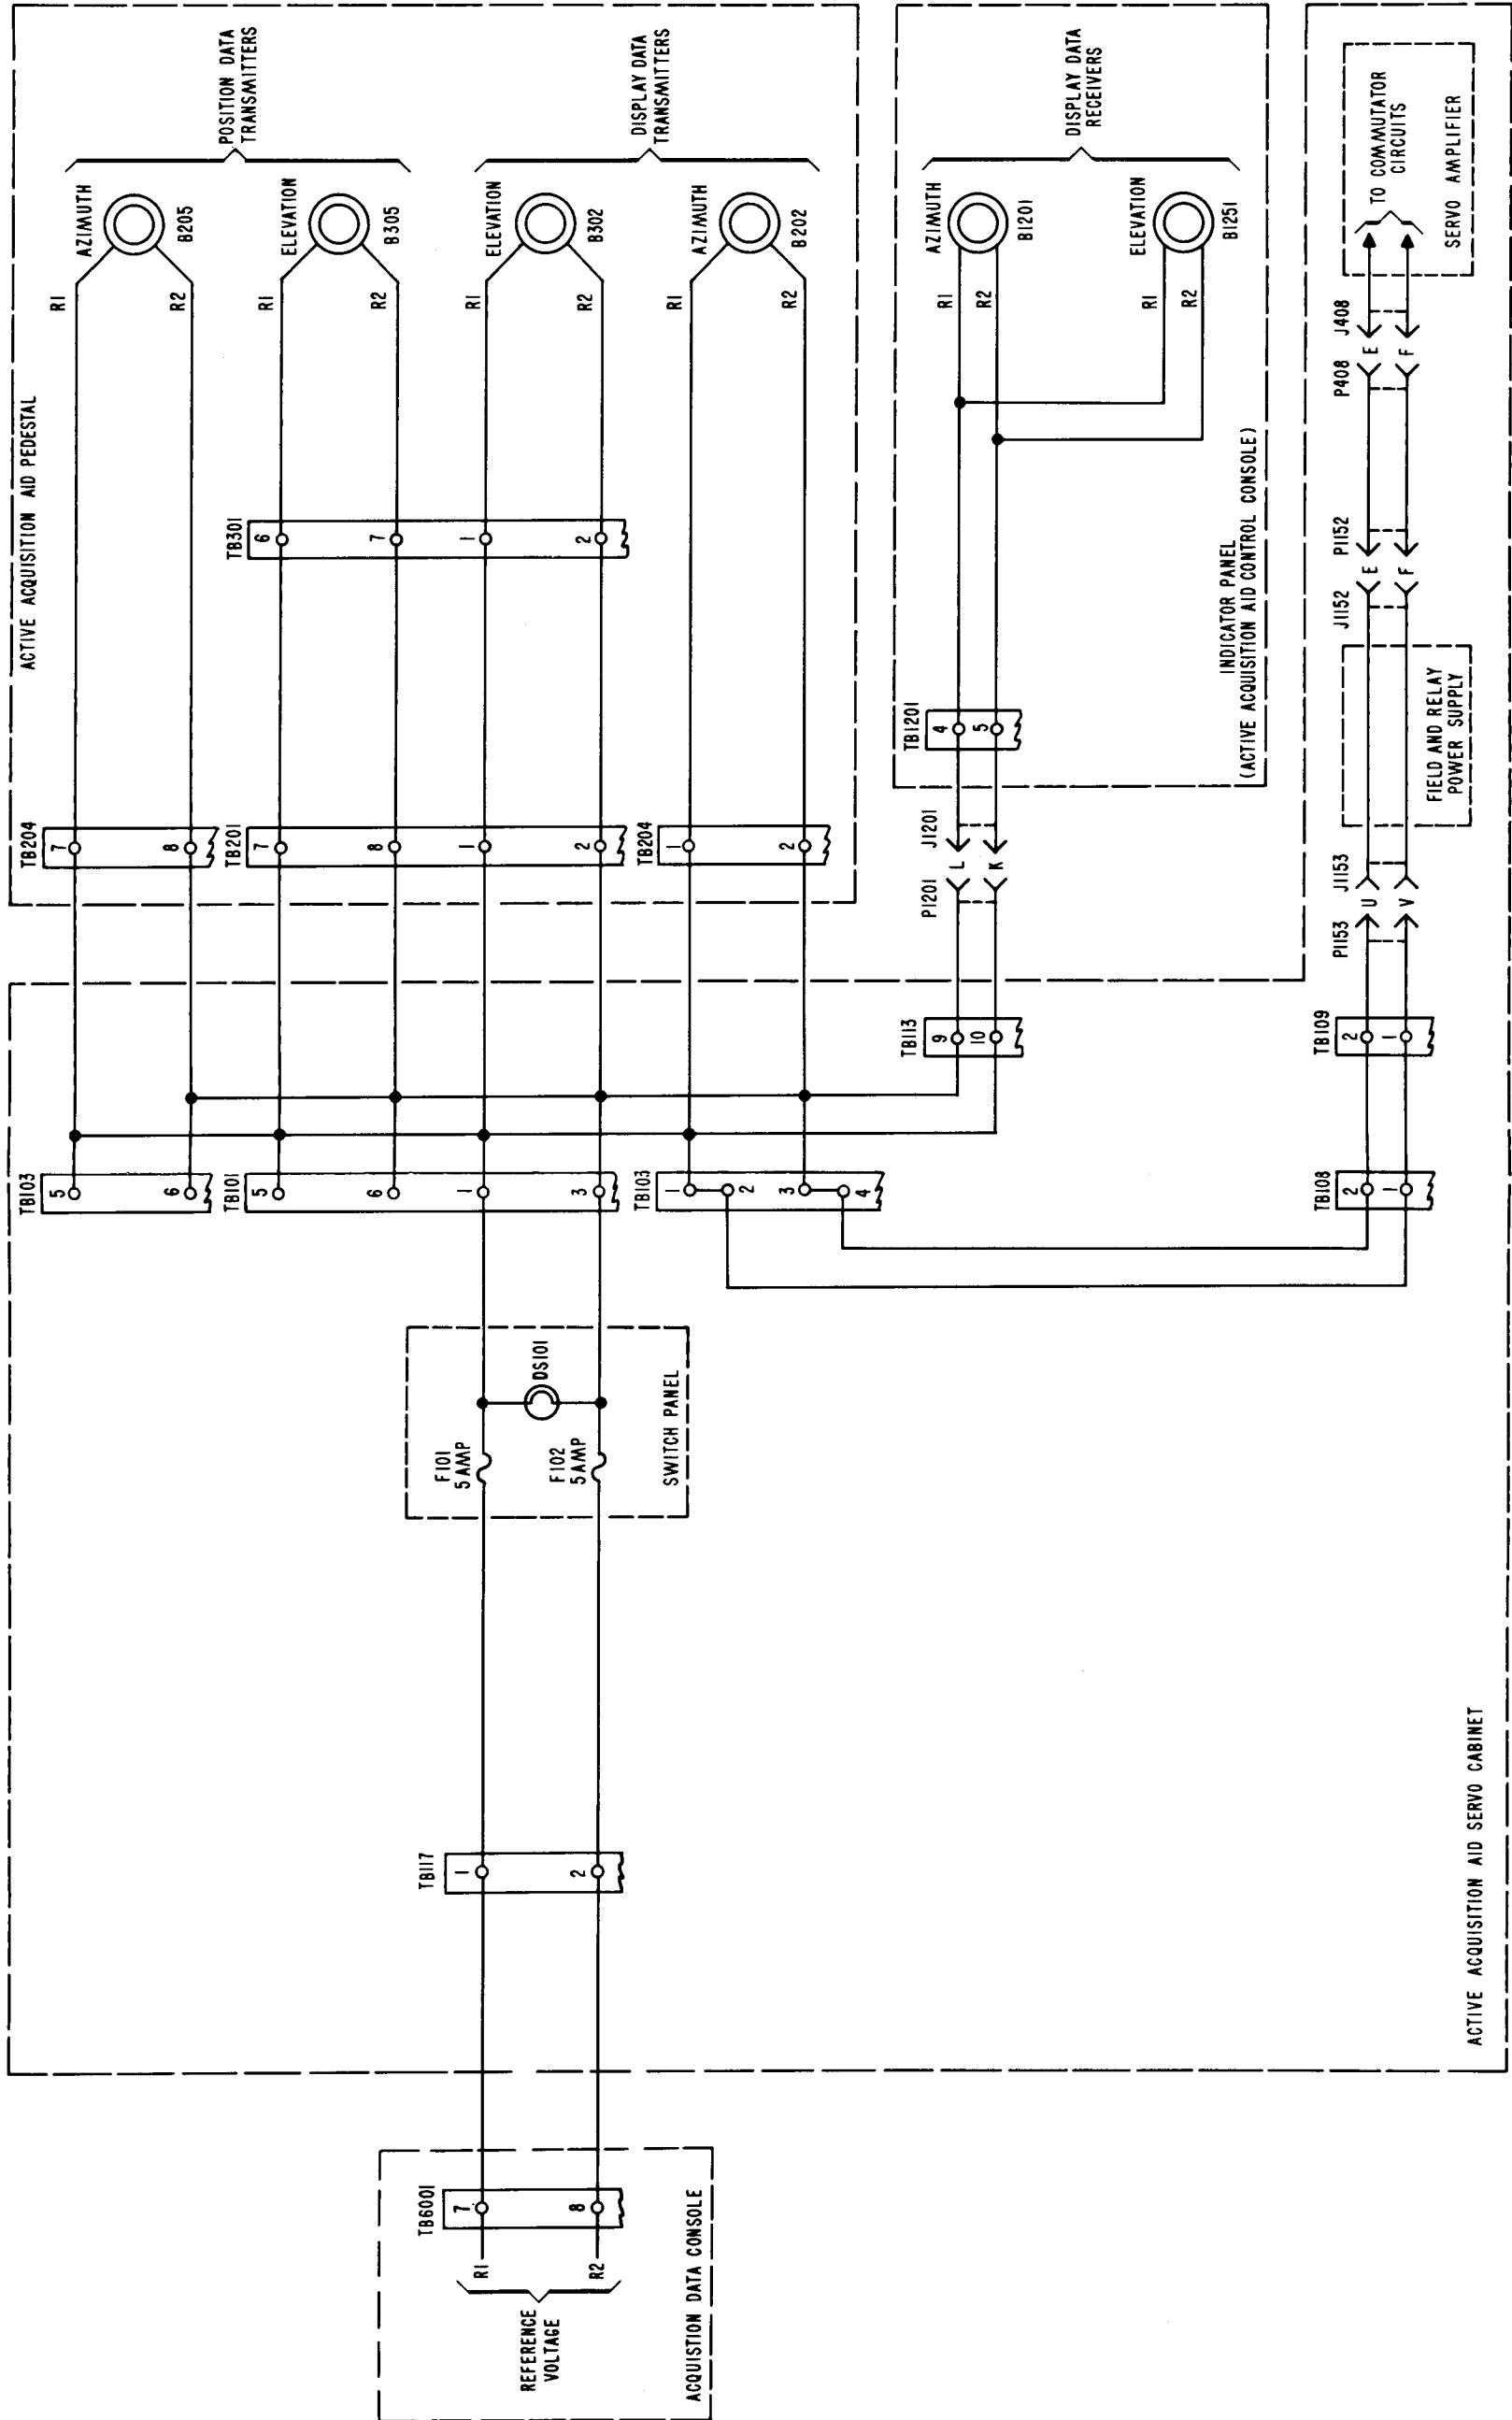 ACTIVE ACQUISITION AID PEDESTAL
AZIMUTH
B205
R1
R2
ELEVATION
B305
R1
R2
POSITION DATA
TRANSMITTERS
ELEVATION
B302
R1
R2
AZIMUTH
B202
R1
R2
DISPLAY DATA
TRANSMITTERS
TB301
6
7
1
2
TB204
7
8
TB201
7
8
1
2
TB204
1
2
AZIMUTH
B1201
R1
R2
ELEVATION
B1251
R1
R2
DISPLAY DATA
RECEIVERS
TB1201
4
5
INDICATOR PANEL
(ACTIVE ACQUISITION AID CONTROL CONSOLE)
P1201
L
K
J1201
TB113
9
10
TO COMMUTATOR
CIRCUITS
SERVO AMPLIFIER
P408
E
F
J408
J1152
E
F
P1152
FIELD AND RELAY
POWER SUPPLY
P1153
U
V
J1153
TB109
2
1
TB108
2
1
TB103
5
6
TB101
5
6
1
3
TB103
1
2
3
4
F101
5 AMP
F102
5 AMP
DS101
SWITCH PANEL
TB117
1
2
ACTIVE ACQUISITION AID SERVO CABINET
TB6001
7
8
R1
R2
REFERENCE
VOLTAGE
ACQUISTION DATA CONSOLE